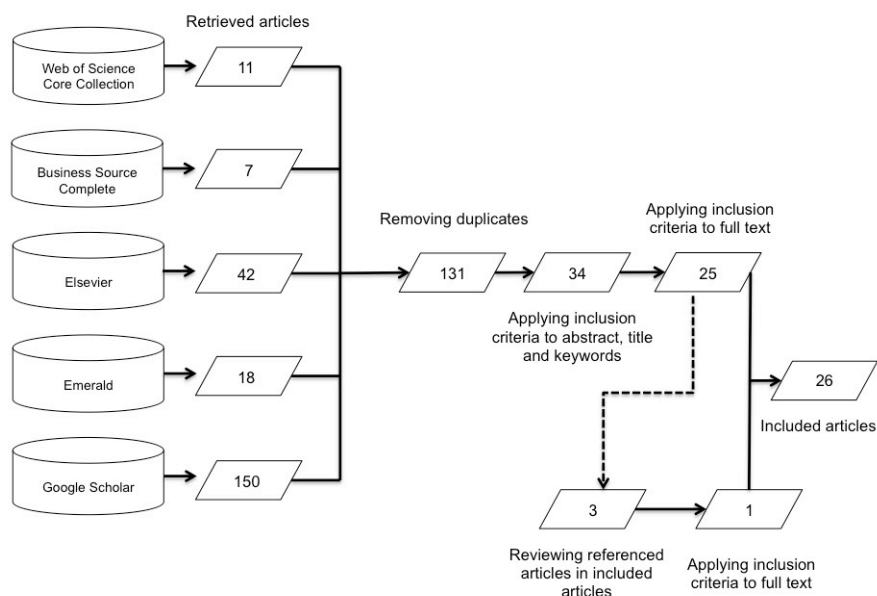 Retrieved articles
Web of Science
Core Collection
11
Business Source
Complete
7
Elsevier
42
Emerald
18
Google Scholar
150
Removing duplicates
131
34
Applying inclusion
criteria to abstract, title
and keywords
Applying inclusion
criteria to full text
25
26
Included articles
3
Reviewing referenced
articles in included
articles
1
Applying inclusion
criteria to full text